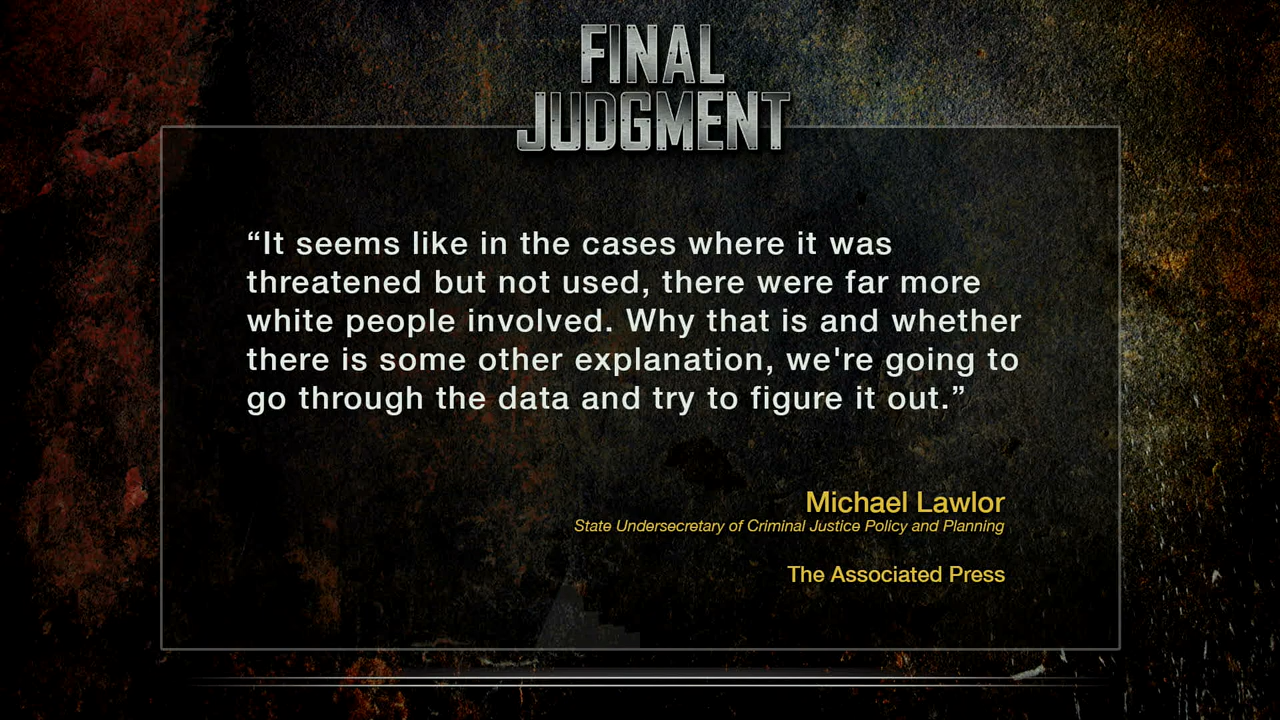 FINAL
JUDGMENT
“It seems like in the cases where it was
threatened but not used, there were far more
white people involved. Why that is and whether
there is some other explanation, we're going to
go through the data and try to figure it out.”
Michael Lawlor
State Undersecretary of Criminal Justice Policy and Planning
The Associated Press